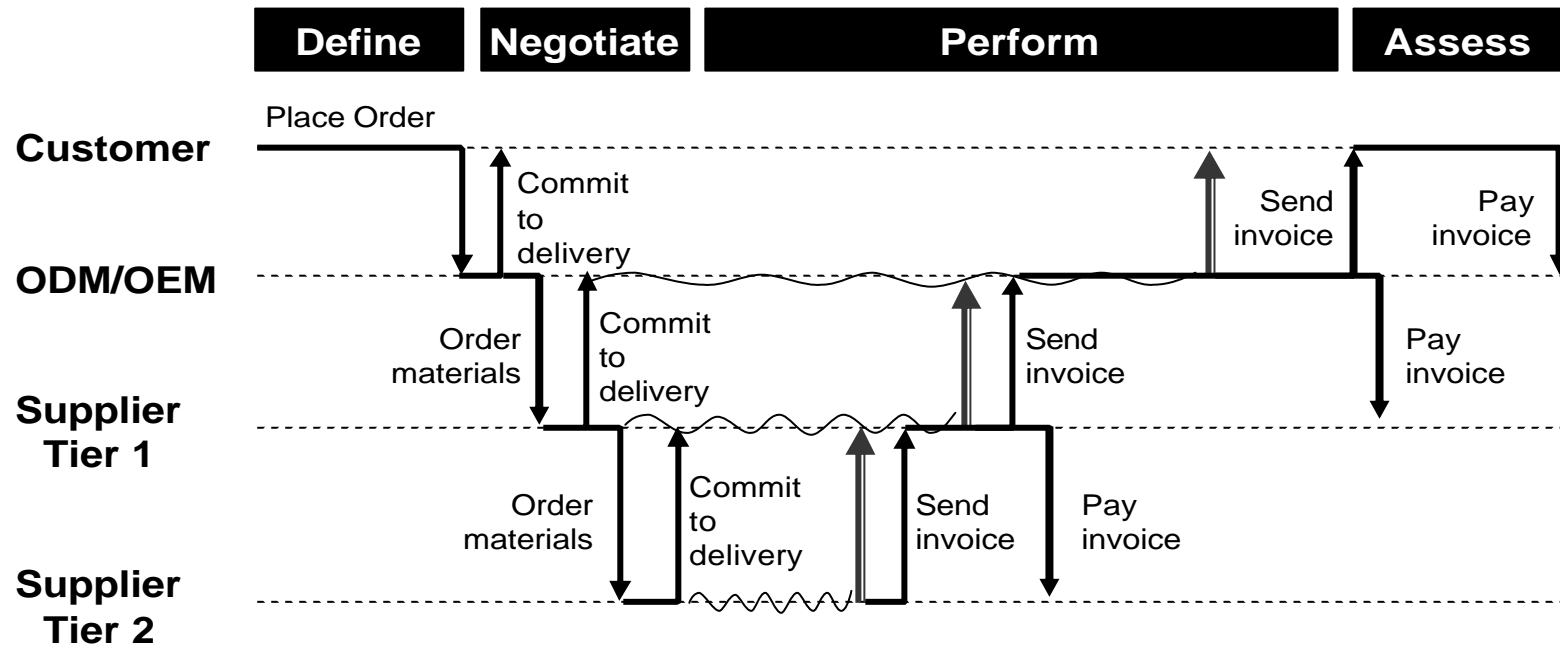 Define
Negotiate
Perform
Assess
Customer
Place Order
Commit
to
delivery
Send
invoice
Pay
invoice
ODM/OEM
Order
materials
Commit
to
delivery
Send
invoice
Pay
invoice
Supplier
Tier 1
Order
materials
Commit
to
delivery
Send
invoice
Pay
invoice
Supplier
Tier 2